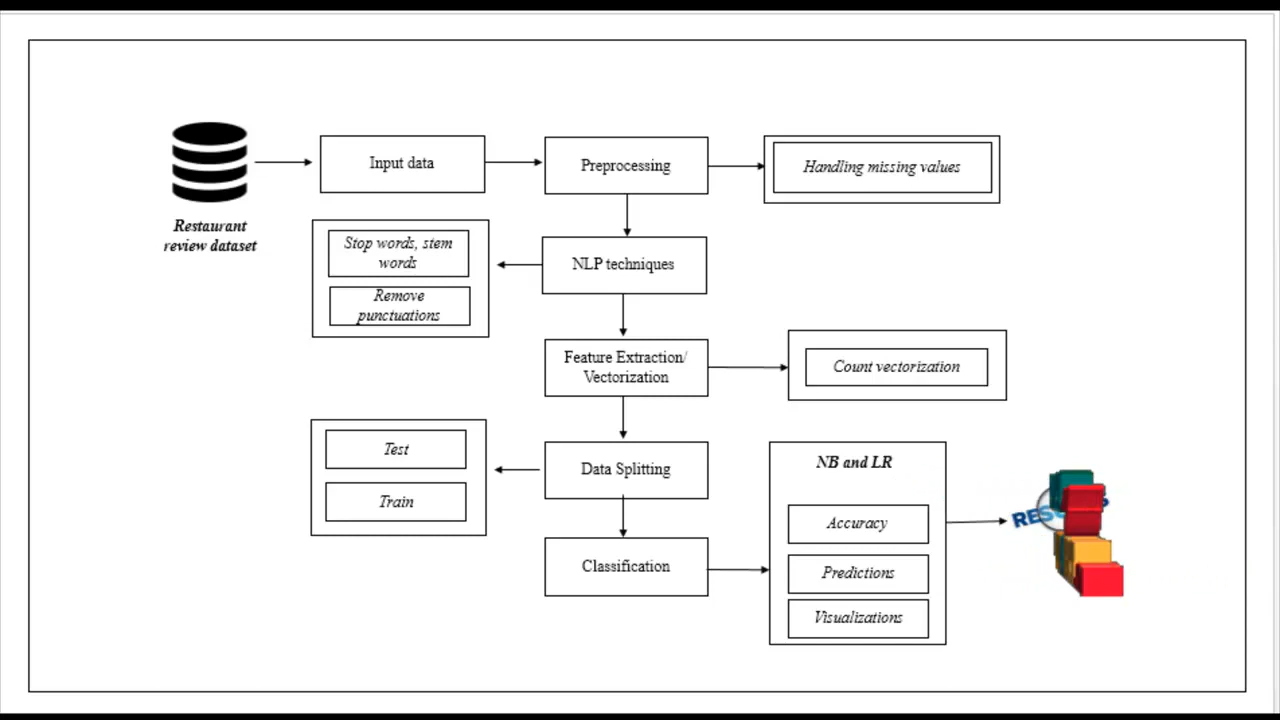 Input data
Preprocessing
Handling missing values
Restaurant
review dataset
Stop words, stem
words
Remove
punctuations
NLP techniques
Feature Extraction/
Vectorization
Count vectorization
Test
Train
Data Splitting
NB and LR
Accuracy
Predictions
Visualizations
Classification